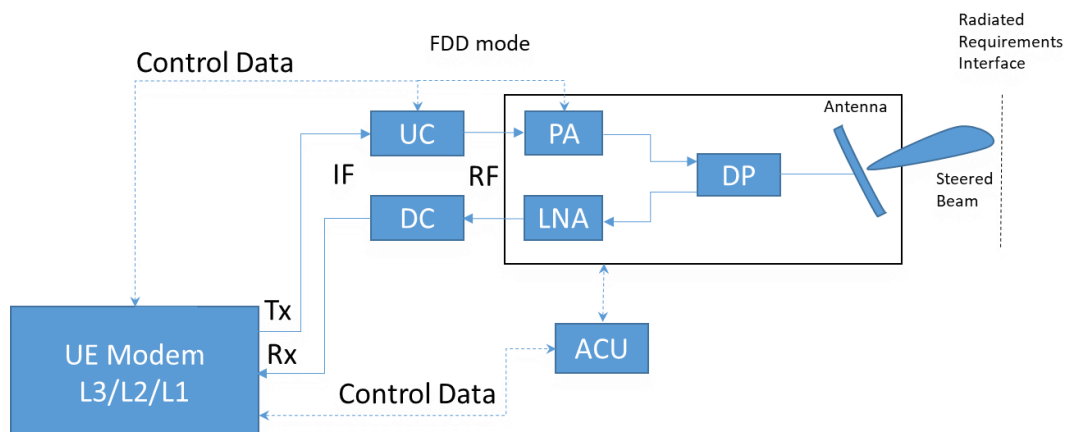 Radiated
Requirements
Interface
FDD mode
Control Data
Antenna
UC
PA
IF
RF
DP
Steered
Beam
DC
LNA
Tx
Rx
UE Modem
L3/L2/L1
ACU
Control Data